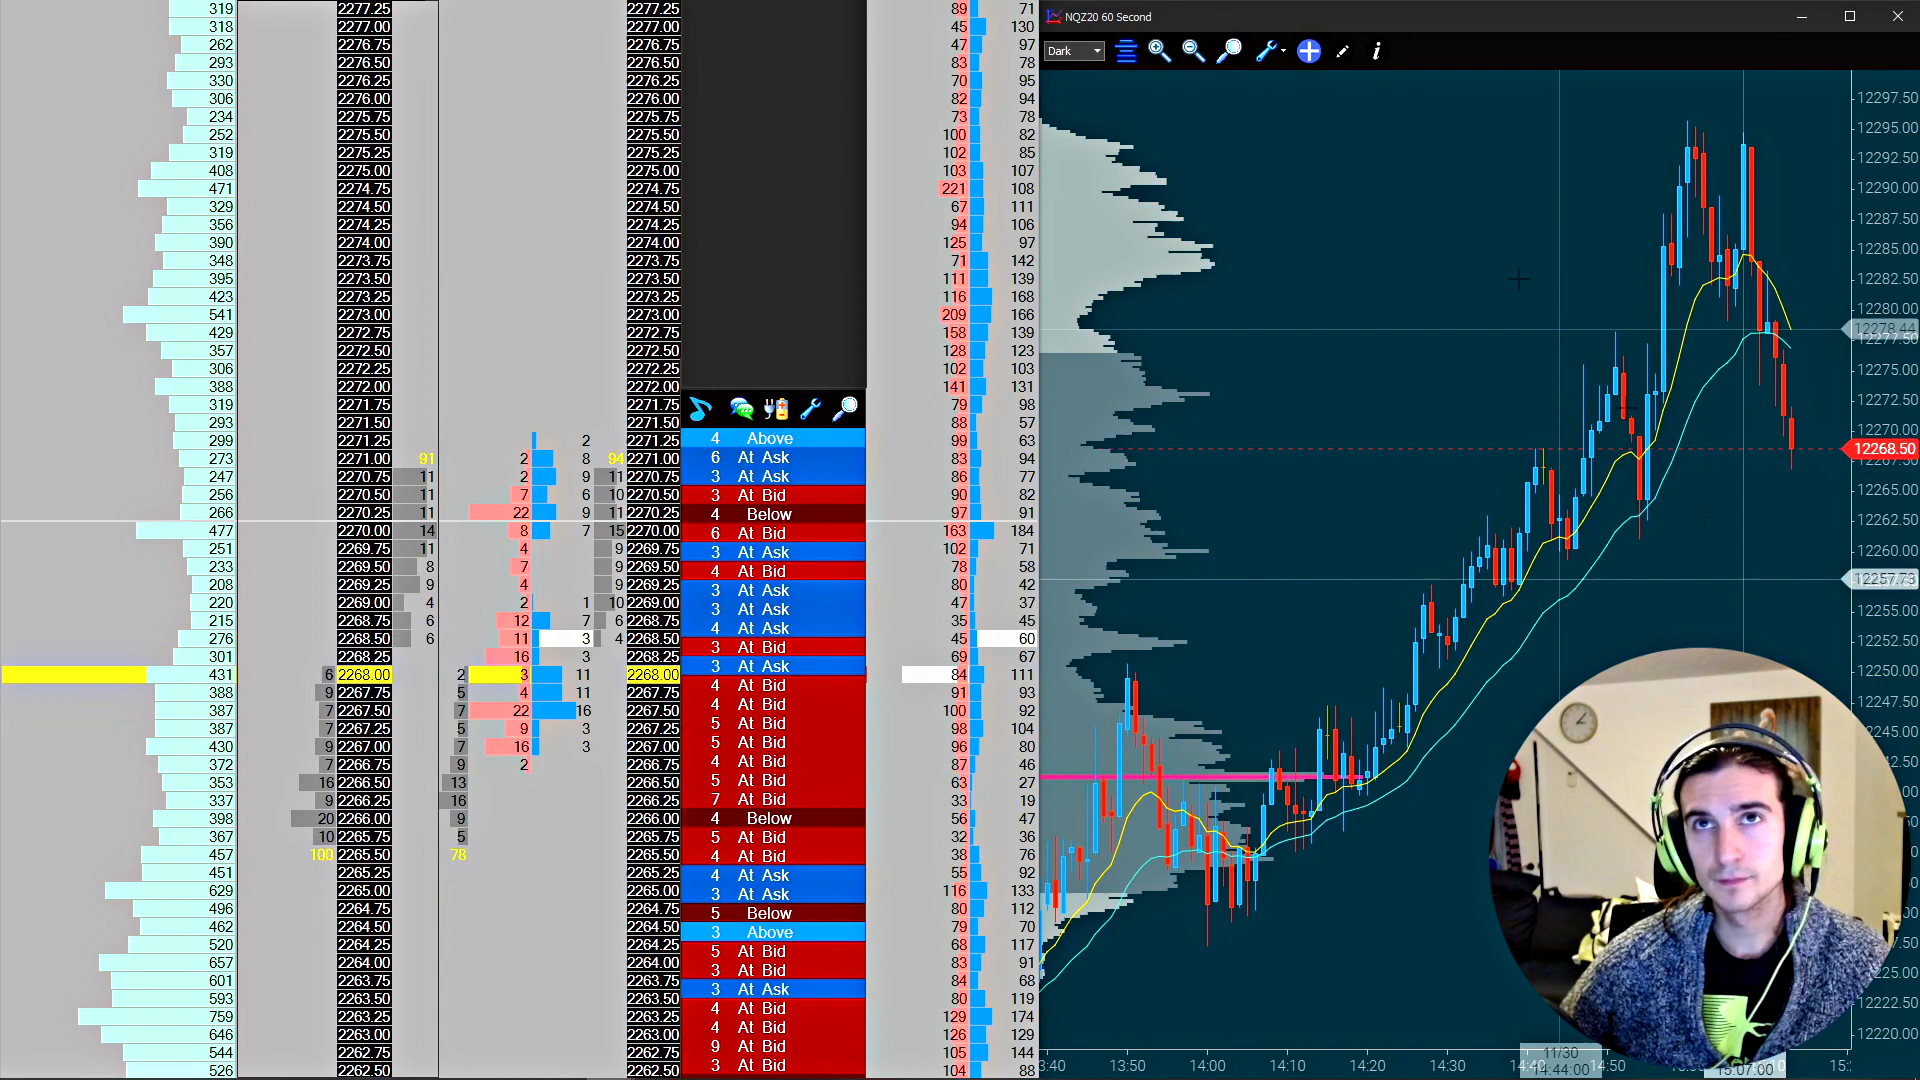 319 2277.25 2277.25 89 71
318 2277.00 2277.00 45 130
262 2276.75 2276.75 47 97
293 2276.50 2276.50 83 78
330 2276.25 2276.25 70 95
306 2276.00 2276.00 82 94
234 2275.75 2275.75 73 78
252 2275.50 2275.50 100 82
319 2275.25 2275.25 102 85
408 2275.00 2275.00 103 107
471 2274.75 2274.75 221 108
329 2274.50 2274.50 67 111
356 2274.25 2274.25 94 106
390 2274.00 2274.00 125 97
348 2273.75 2273.75 71 142
395 2273.50 2273.50 111 139
423 2273.25 2273.25 116 168
541 2273.00 2273.00 209 166
429 2272.75 2272.75 158 139
357 2272.50 2272.50 128 123
306 2272.25 2272.25 102 103
388 2272.00 2272.00 141 131
319 2271.75 2271.75 79 98
293 2271.50 2271.50 88 57
299 2271.25 2 2271.25 99 63
273 2271.00 91 2 8 94 2271.00 83 94
247 2270.75 11 2 9 11 2270.75 86 77
256 2270.50 11 7 6 10 2270.50 90 82
266 2270.25 11 22 9 11 2270.25 97 91
477 2270.00 14 8 7 15 2270.00 163 184
251 2269.75 11 4 9 2269.75 102 71
233 2269.50 8 7 9 2269.50 78 58
208 2269.25 9 4 9 2269.25 80 42
220 2269.00 4 2 1 10 2269.00 47 37
215 2268.75 6 12 7 6 2268.75 35 45
276 2268.50 6 11 3 4 2268.50 45 60
301 2268.25 16 3 2268.25 69 67
431 6 2268.00 2 3 11 2268.00 84 111
388 9 2267.75 5 4 11 2267.75 91 93
387 7 2267.50 7 22 16 2267.50 100 92
387 7 2267.25 5 9 3 2267.25 98 104
430 9 2267.00 7 16 3 2267.00 96 80
372 7 2266.75 9 2 2266.75 87 46
353 16 2266.50 13 2266.50 63 27
337 9 2266.25 16 2266.25 33 19
398 20 2266.00 9 2266.00 56 47
367 10 2265.75 5 2265.75 32 36
457 100 2265.50 78 2265.50 38 76
451 2265.25 2265.25 55 92
629 2265.00 2265.00 116 133
496 2264.75 2264.75 80 112
462 2264.50 2264.50 79 70
520 2264.25 2264.25 68 117
657 2264.00 2264.00 83 91
601 2263.75 2263.75 84 68
593 2263.50 2263.50 80 119
759 2263.25 2263.25 129 174
646 2263.00 2263.00 126 129
544 2262.75 2262.75 105 144
526 2262.50 2262.50 104 88
4 Above
6 At Ask
3 At Ask
3 At Bid
4 Below
6 At Bid
3 At Ask
4 At Bid
3 At Ask
3 At Ask
4 At Ask
3 At Bid
3 At Ask
4 At Bid
4 At Bid
5 At Bid
5 At Bid
4 At Bid
5 At Bid
7 At Bid
4 Below
5 At Bid
4 At Bid
4 At Ask
3 At Ask
5 Below
3 Above
5 At Bid
3 At Bid
3 At Ask
4 At Bid
4 At Bid
9 At Bid
3 At Bid
NQZ20 60 Second
Dark
12297.50
12295.00
12292.50
12290.00
12287.50
12285.00
12282.50
12280.00
12278.44
12277.50
12275.00
12272.50
12270.00
12268.50
12267.50
12265.00
12262.50
12260.00
12257.73
12255.00
12252.50
12250.00
12247.50
12245.00
12222.50
12220.00
3:40 13:50 14:00 14:10 14:20 14:30 14:40 14:50
11/30
14:44:00
15:07:00